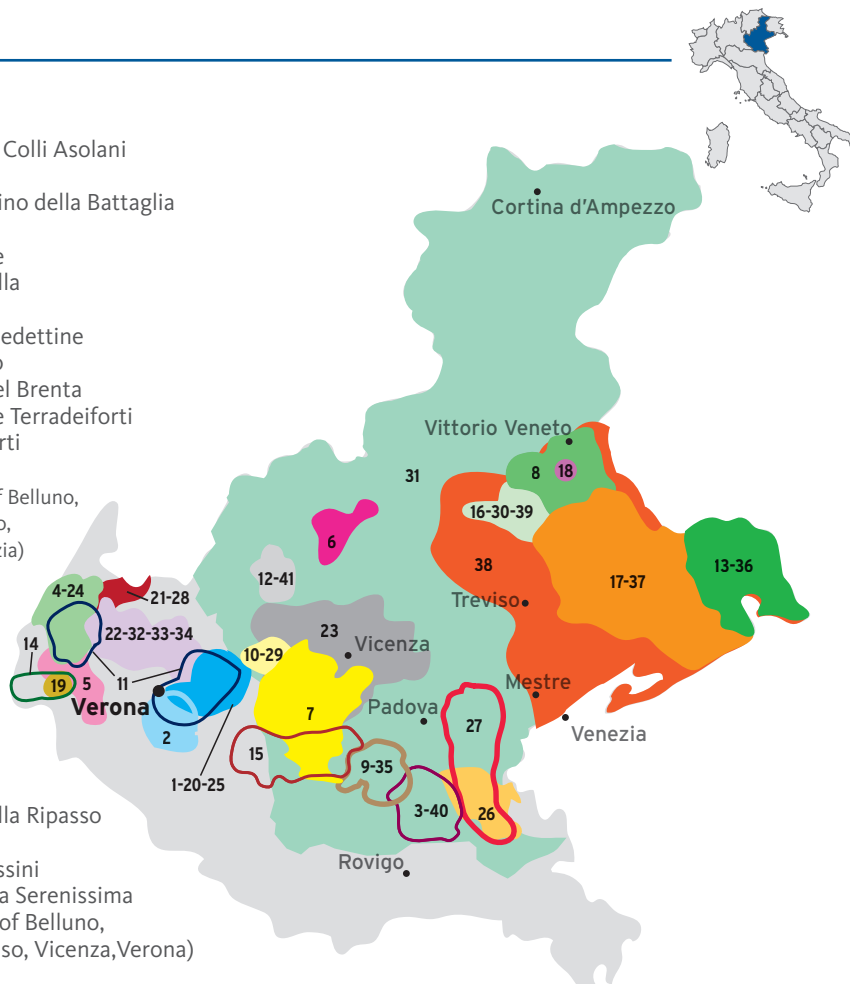 Colli Asolani
ino della Battaglia
e
lla
edettine
o
el Brenta
e Terradeiforti
rti
f Belluno,
o,
zia)
lla Ripasso
ssini
a Serenissima
of Belluno,
so, Vicenza,Verona)
Cortina d'Ampezzo
Vittorio Veneto
31
8
18
16-30-39
6
38
17-37
13-36
12-41
4-24
21-28
Treviso
22-32-33-34
23
14
Vicenza
10-29
11
19
5
Verona
Mestre
7
Padova
27
2
Venezia
15
9-35
1-20-25
3-40
26
Rovigo